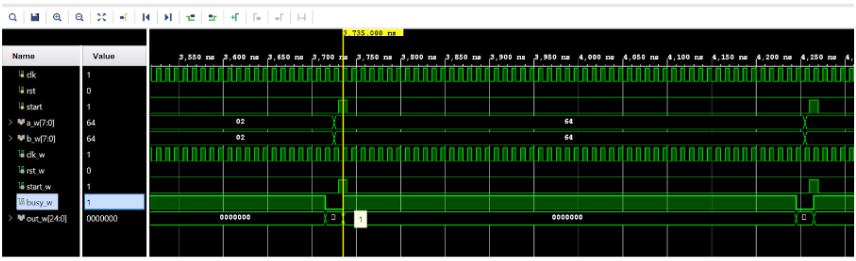 3,735.000 ns
Name Value
3,550 ns 3,600 ns 3,650 ns 3,700 ns 3,750 ns 3,800 ns 3,850 ns 3,900 ns 3,950 ns 4,000 ns 4,050 ns 4,100 ns 4,150 ns 4,200 ns 4,250 ns 4,
clk 1
rst 0
start 1
a_w[7:0] 64 02 64
b_w[7:0] 64 02 64
clk_w 1
rst_w 0
start_w 1
busy_w 1
out_w[24:0] 0000000 0000000 1 0000000